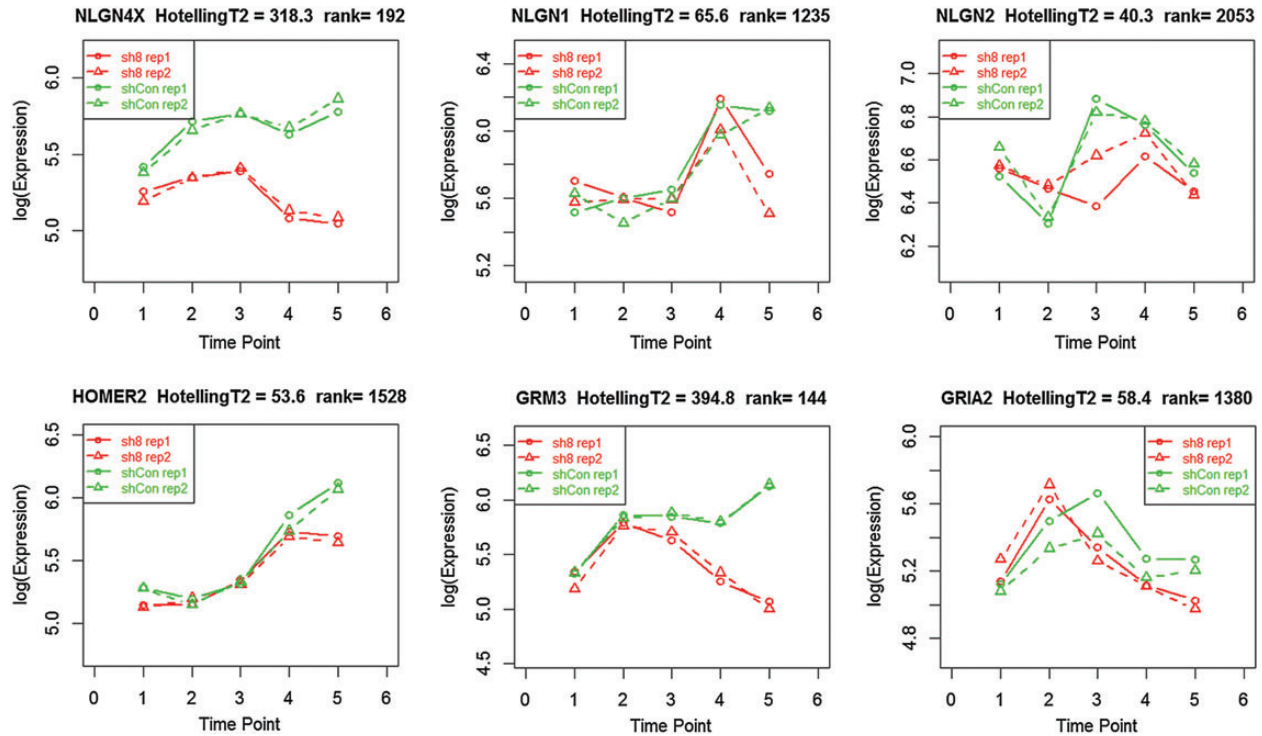 NLGN4X HotellingT2 = 318.3 rank= 192
sh8 rep1
sh8 rep2
shCon rep1
shCon rep2
log(Expression)
6.0
5.5
5.0
0 1 2 3 4 5 6
Time Point
NLGN1 HotellingT2 = 65.6 rank= 1235
sh8 rep1
sh8 rep2
shCon rep1
shCon rep2
log(Expression)
6.4
6.0
5.6
5.2
0 1 2 3 4 5 6
Time Point
NLGN2 HotellingT2 = 40.3 rank= 2053
sh8 rep1
sh8 rep2
shCon rep1
shCon rep2
log(Expression)
7.0
6.8
6.6
6.4
6.2
0 1 2 3 4 5 6
Time Point
HOMER2 HotellingT2 = 53.6 rank= 1528
sh8 rep1
sh8 rep2
shCon rep1
shCon rep2
log(Expression)
6.5
6.0
5.5
5.0
0 1 2 3 4 5 6
Time Point
GRM3 HotellingT2 = 394.8 rank= 144
sh8 rep1
sh8 rep2
shCon rep1
shCon rep2
log(Expression)
6.5
6.0
5.5
5.0
4.5
0 1 2 3 4 5 6
Time Point
GRIA2 HotellingT2 = 58.4 rank= 1380
sh8 rep1
sh8 rep2
shCon rep1
shCon rep2
log(Expression)
6.0
5.6
5.2
4.8
0 1 2 3 4 5 6
Time Point